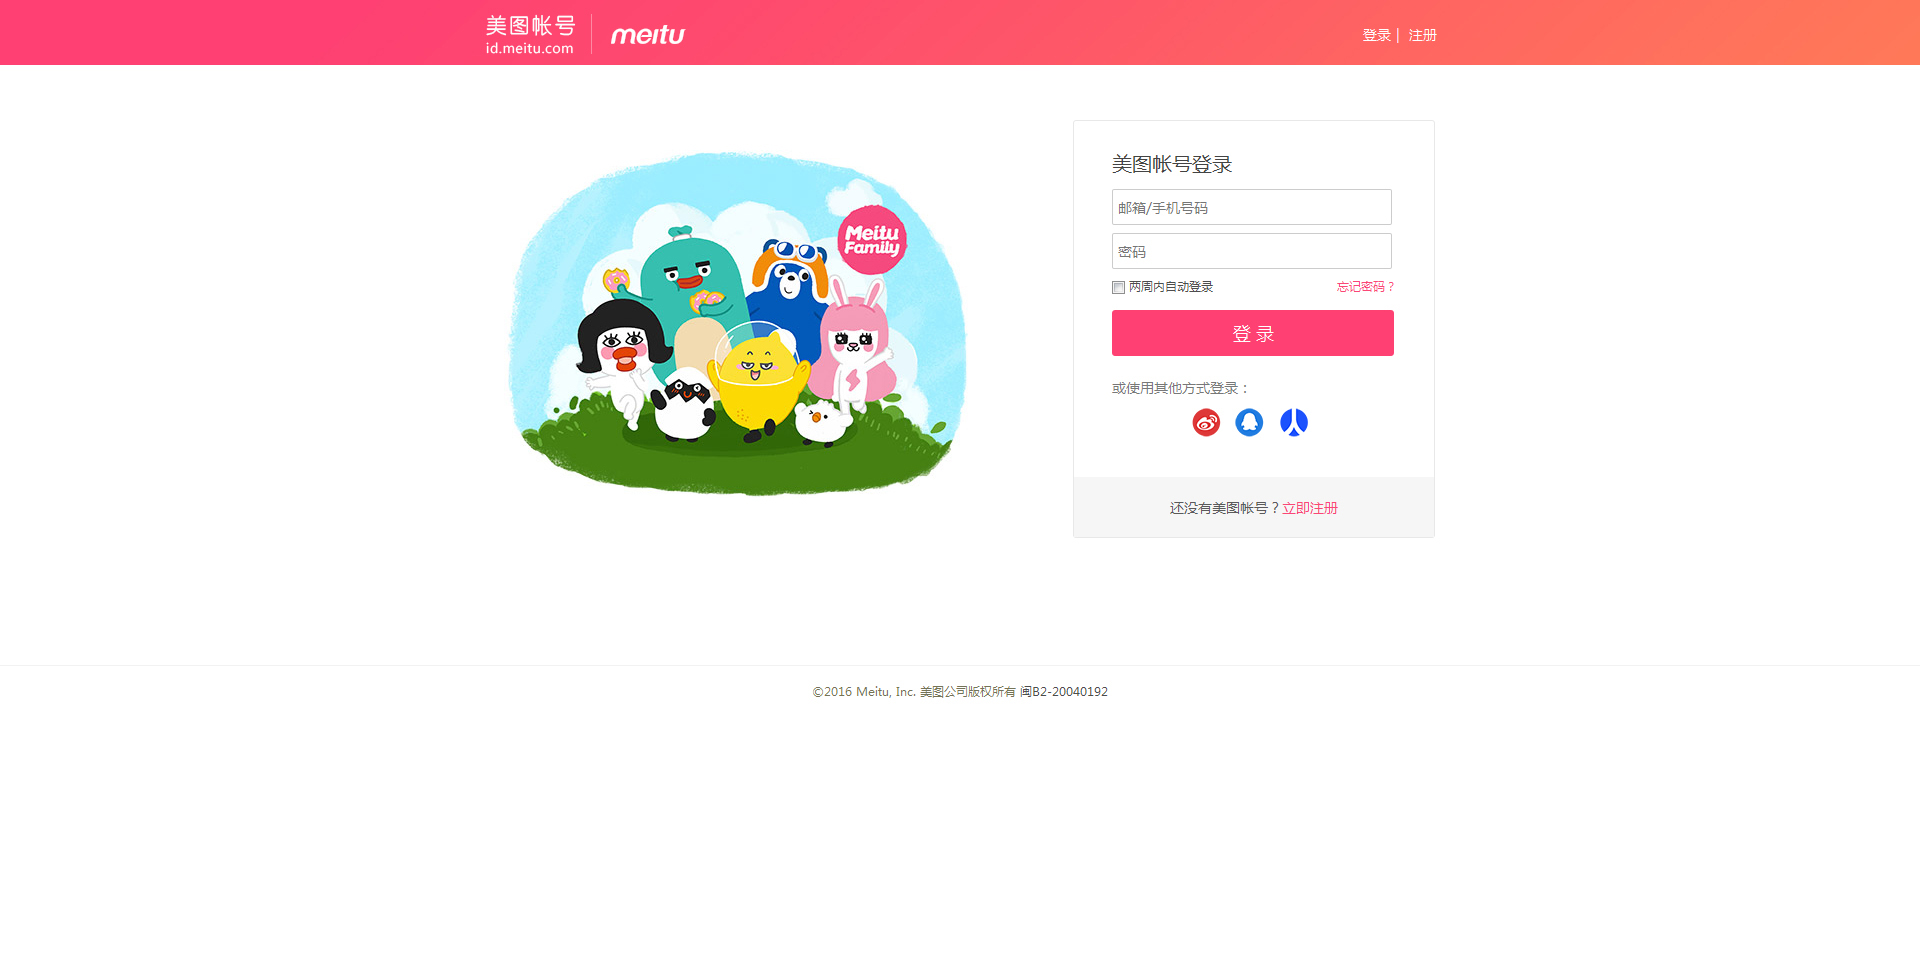 美图帐号
id.meitu.com
meitu
登录 | 注册
Meitu
Family
美图帐号登录
邮箱/手机号码
密码
两周内自动登录 忘记密码？
登 录
或使用其他方式登录：
还没有美图帐号？立即注册
©2016 Meitu, Inc. 美图公司版权所有 闽B2-20040192